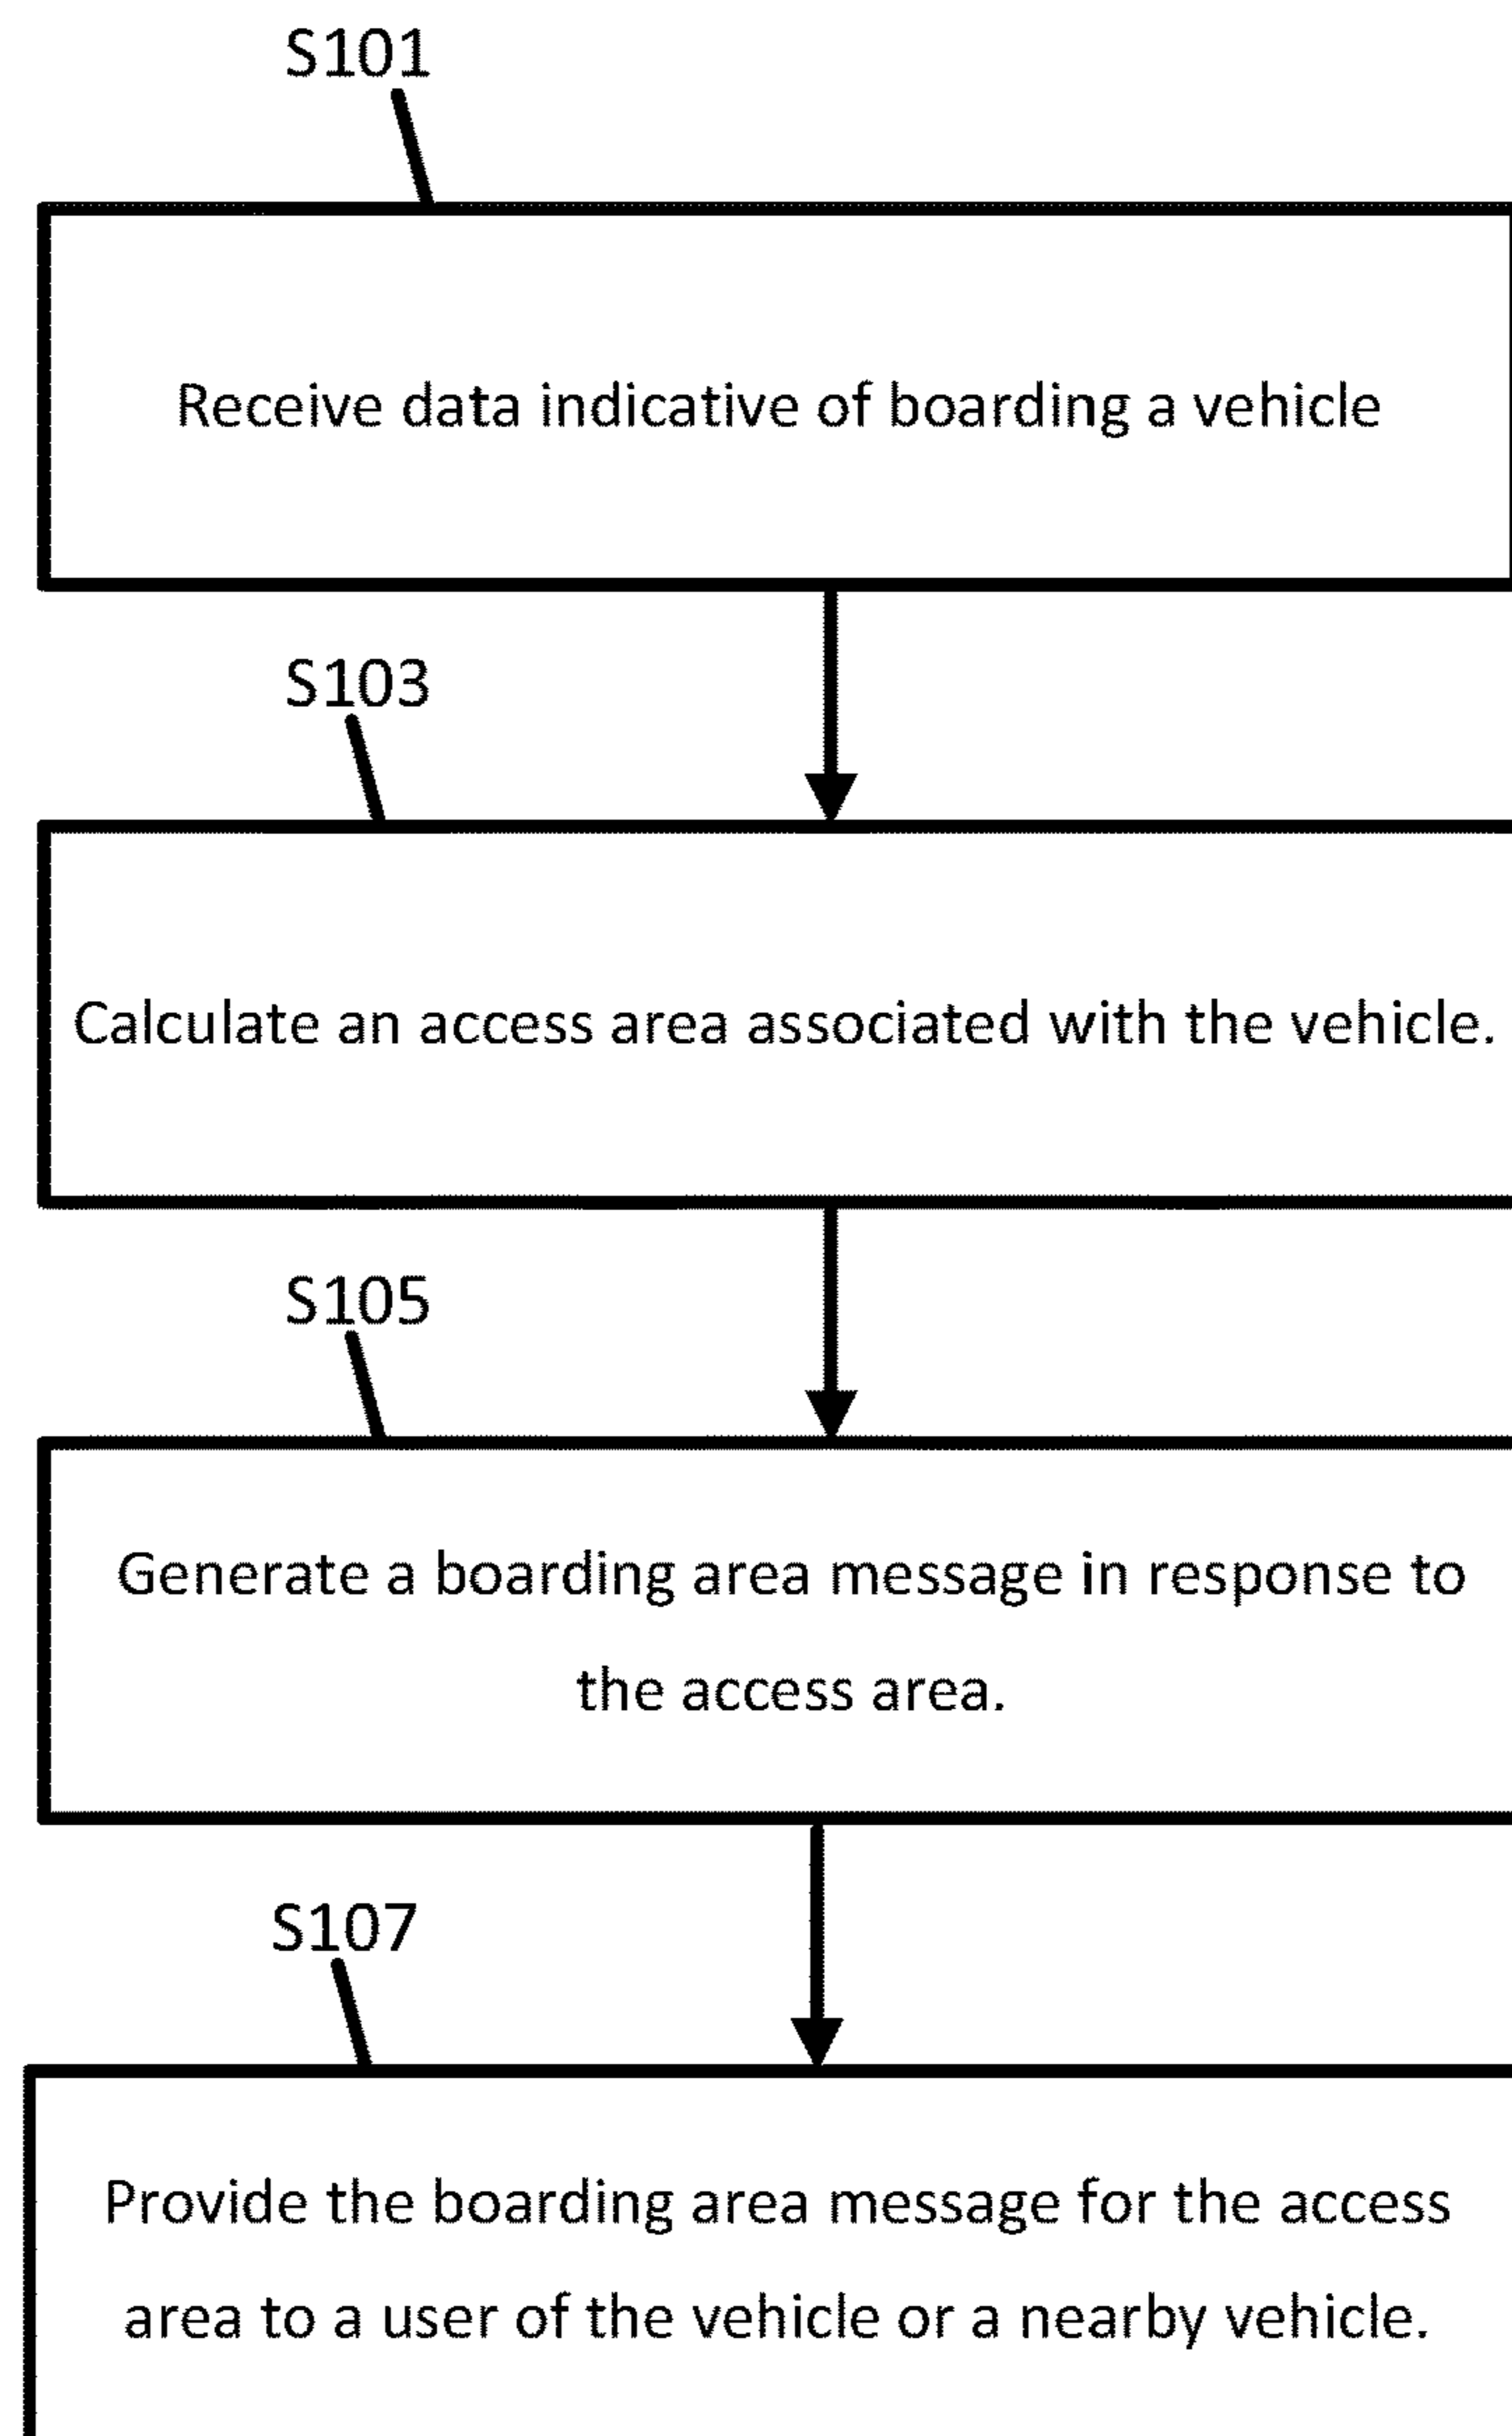 S101
Receive data indicative of boarding a vehicle
S103
Calculate an access area associated with the vehicle.
S105
Generate a boarding area message in response to
the access area.
S107
Provide the boarding area message for the access
area to a user of the vehicle or a nearby vehicle.